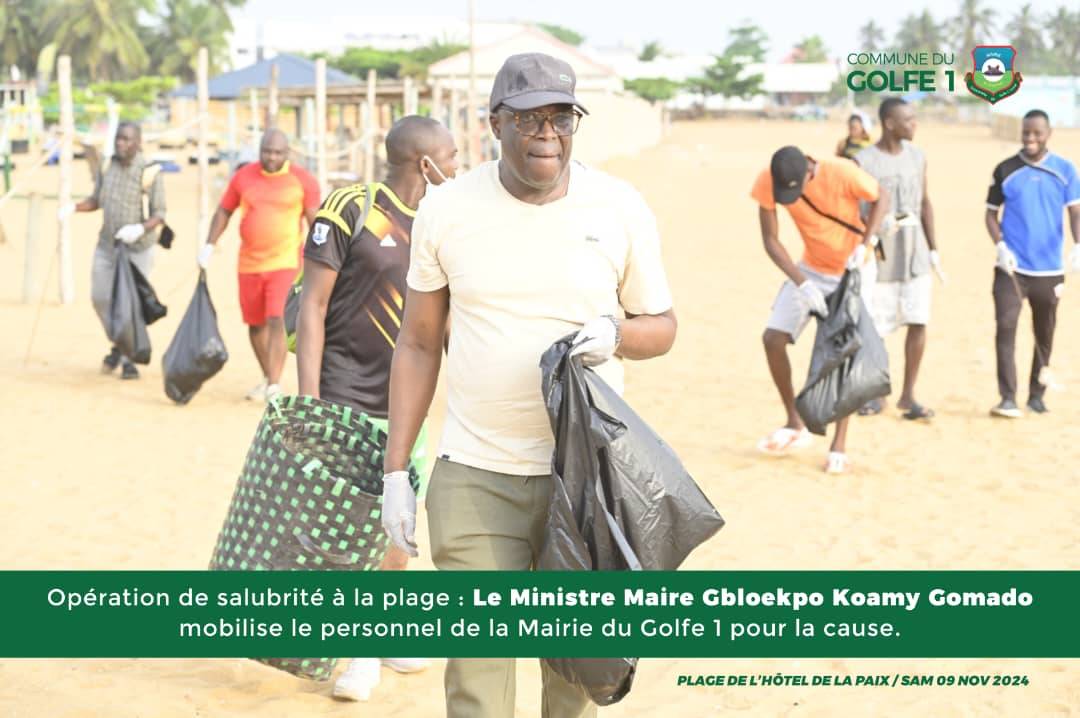 COMMUNE DU
GOLFE 1
Opération de salubrité à la plage : Le Ministre Maire Gbloekpo Koamy Gomado
mobilise le personnel de la Mairie du Golfe 1 pour la cause.
PLAGE DE L'HÔTEL DE LA PAIX / SAM 09 NOV 2024